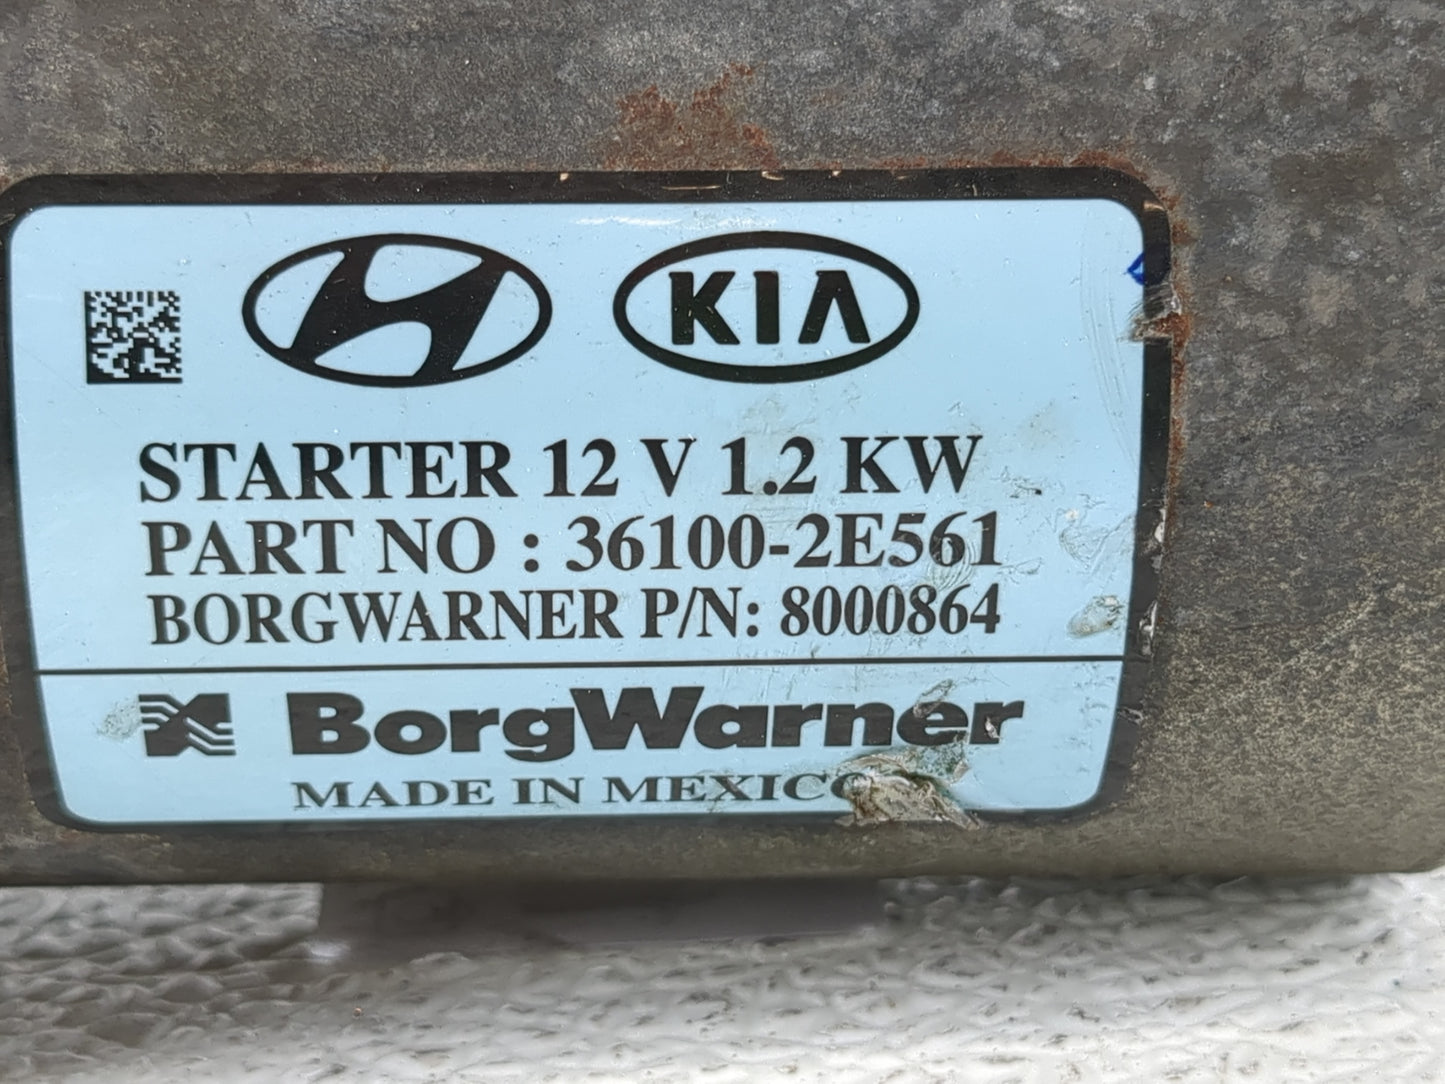 KIA
STARTER 12 V 1.2 KW
PART NO : 36100-2E561
BORGWARNER P/N: 8000864
BorgWarner
MADE IN MEXICO